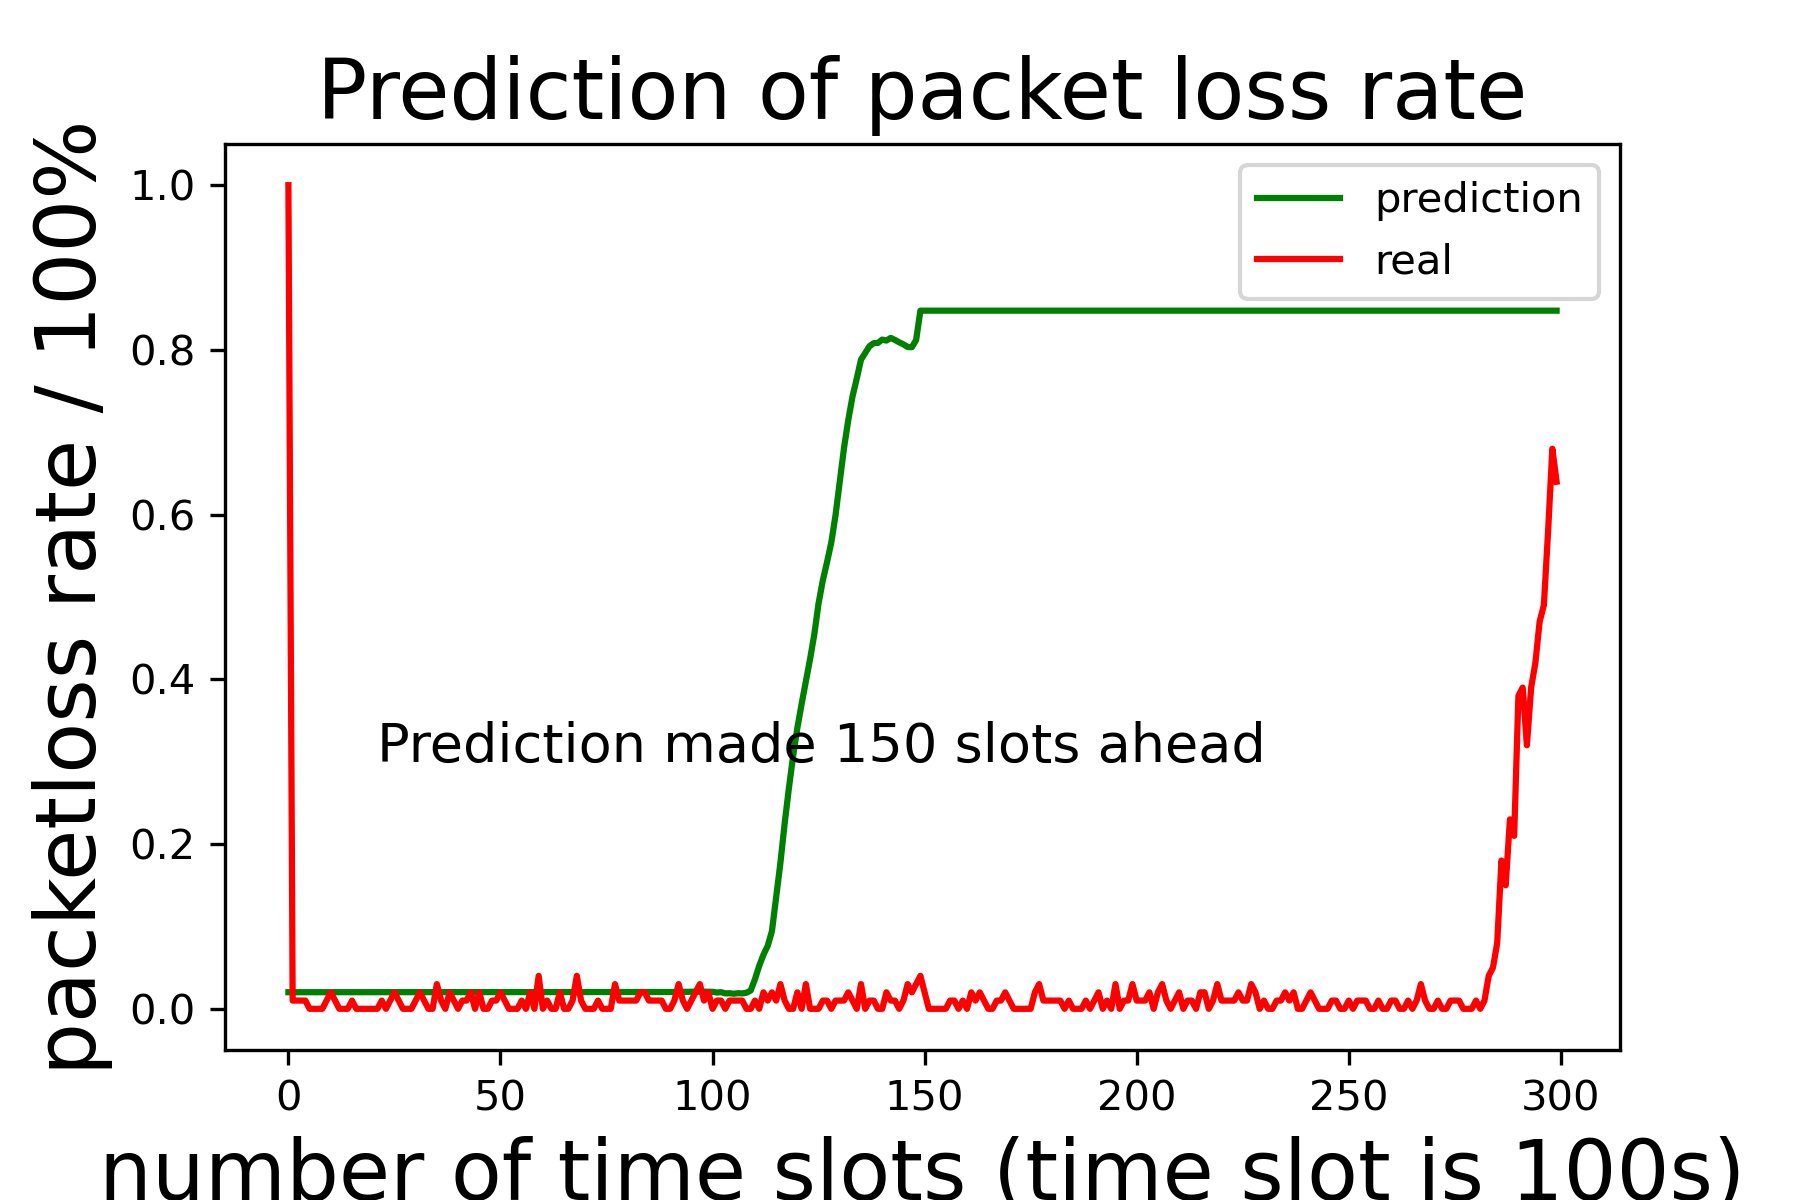 Prediction of packet loss rate
packetloss rate / 100%
1.0
0.8
0.6
0.4
0.2
0.0
prediction
real
Prediction made 150 slots ahead
0 50 100 150 200 250 300
number of time slots (time slot is 100s)